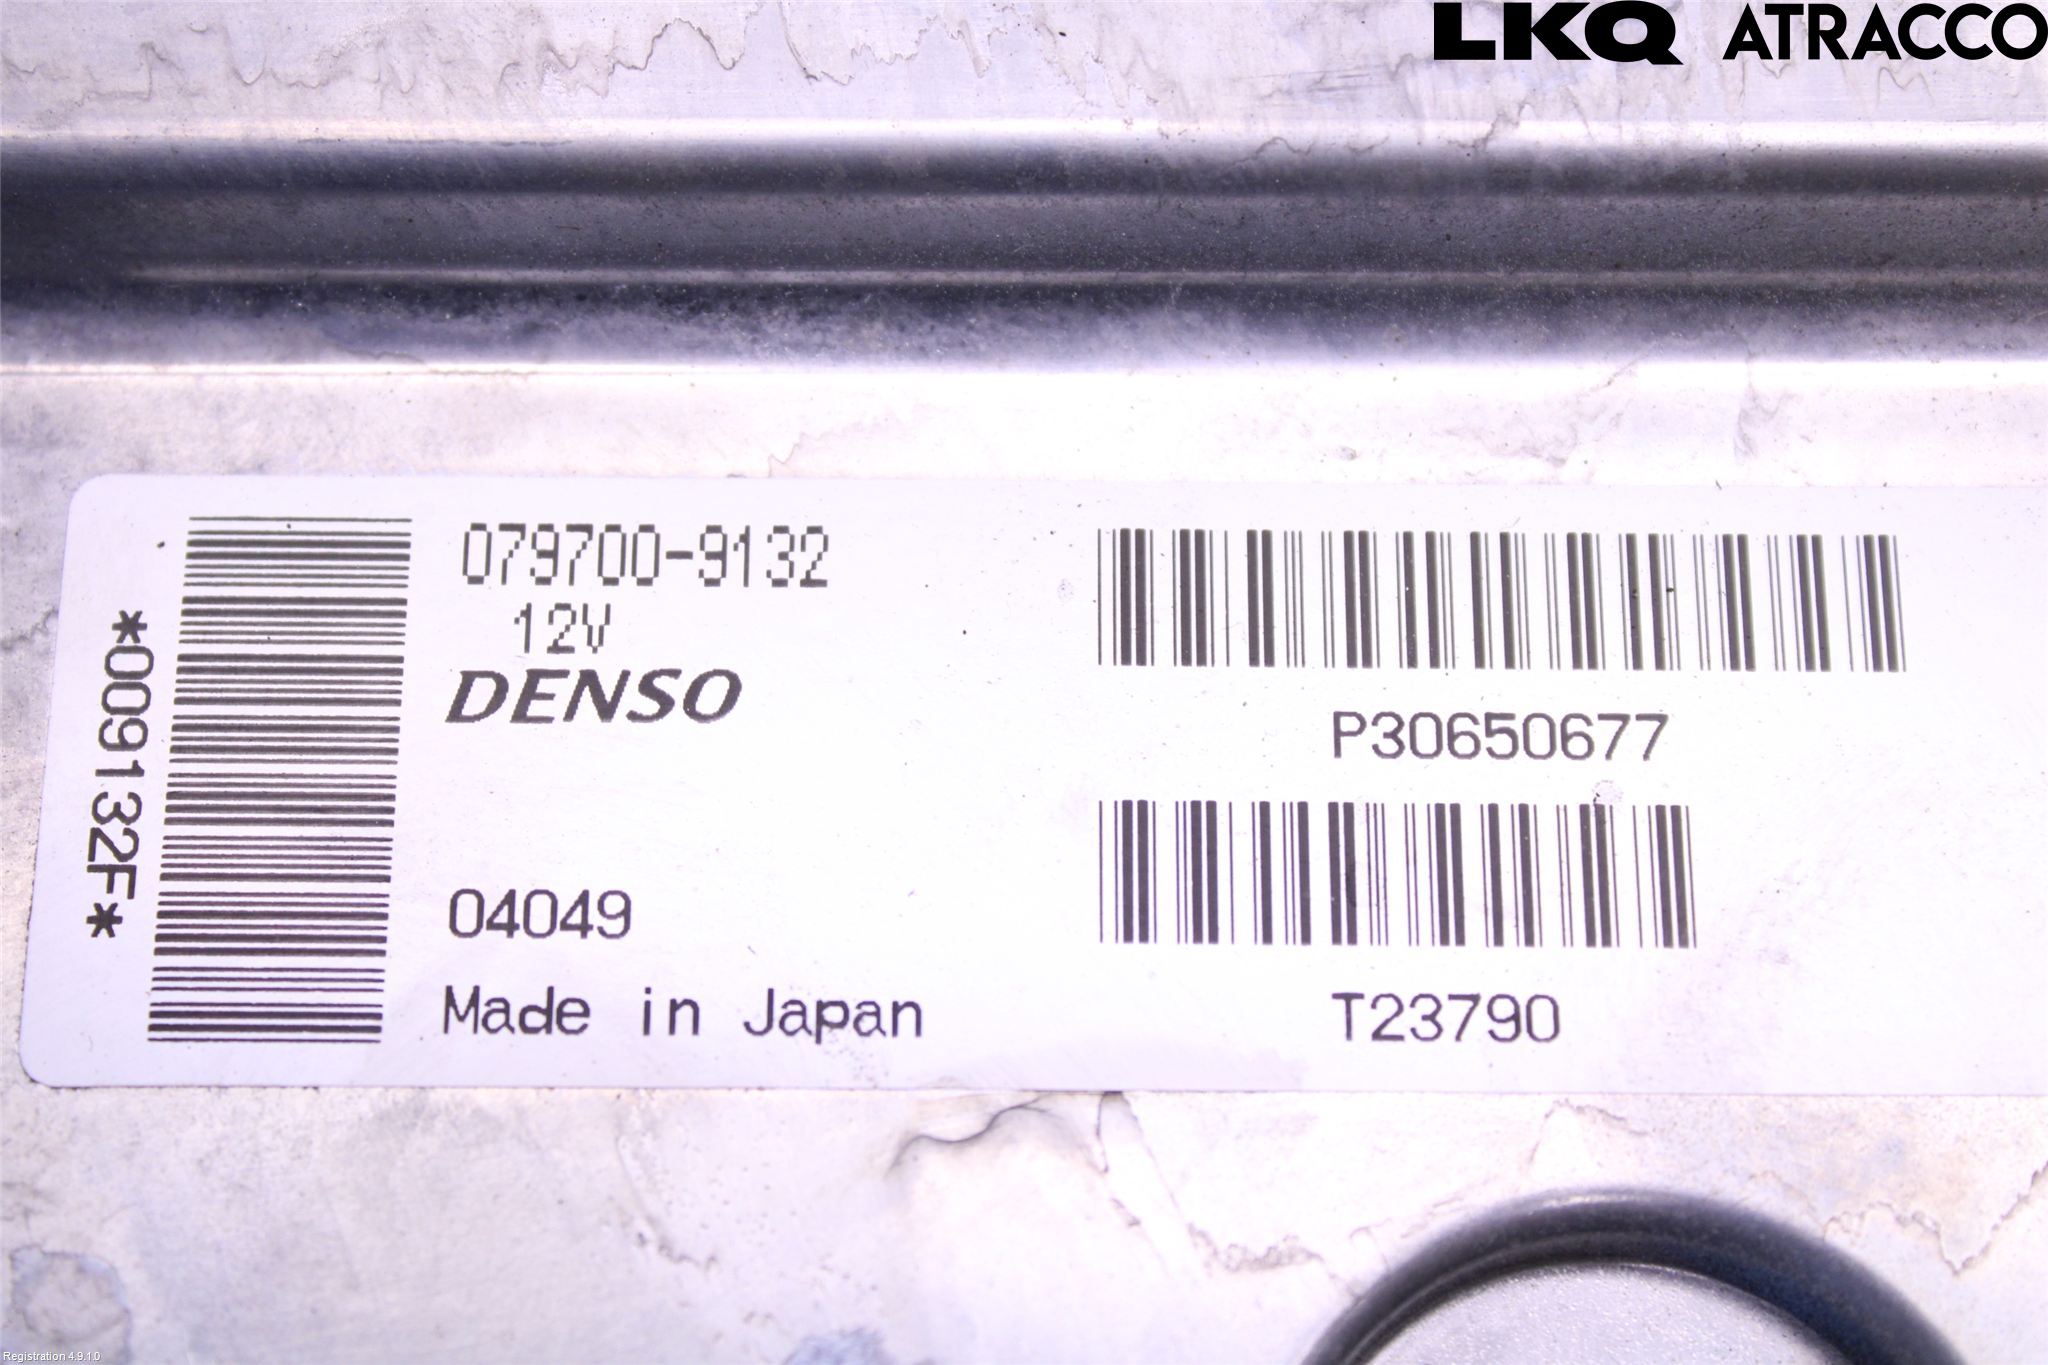 LKQ ATRACCO
*009132F*
079700-9132
12V
DENSO
04049
Made in Japan
P30650677
T23790
Registration 4.9.1.0